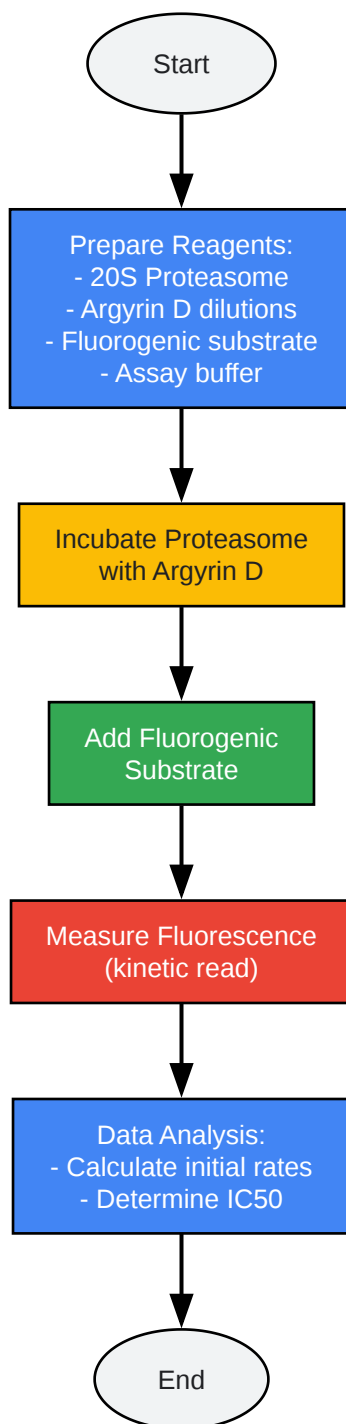 Start
Prepare Reagents:
- 20S Proteasome
- Argyrin D dilutions
- Fluorogenic substrate
- Assay buffer
Incubate Proteasome
with Argyrin D
Add Fluorogenic
Substrate
Measure Fluorescence
(kinetic read)
Data Analysis:
- Calculate initial rates
- Determine IC50
End